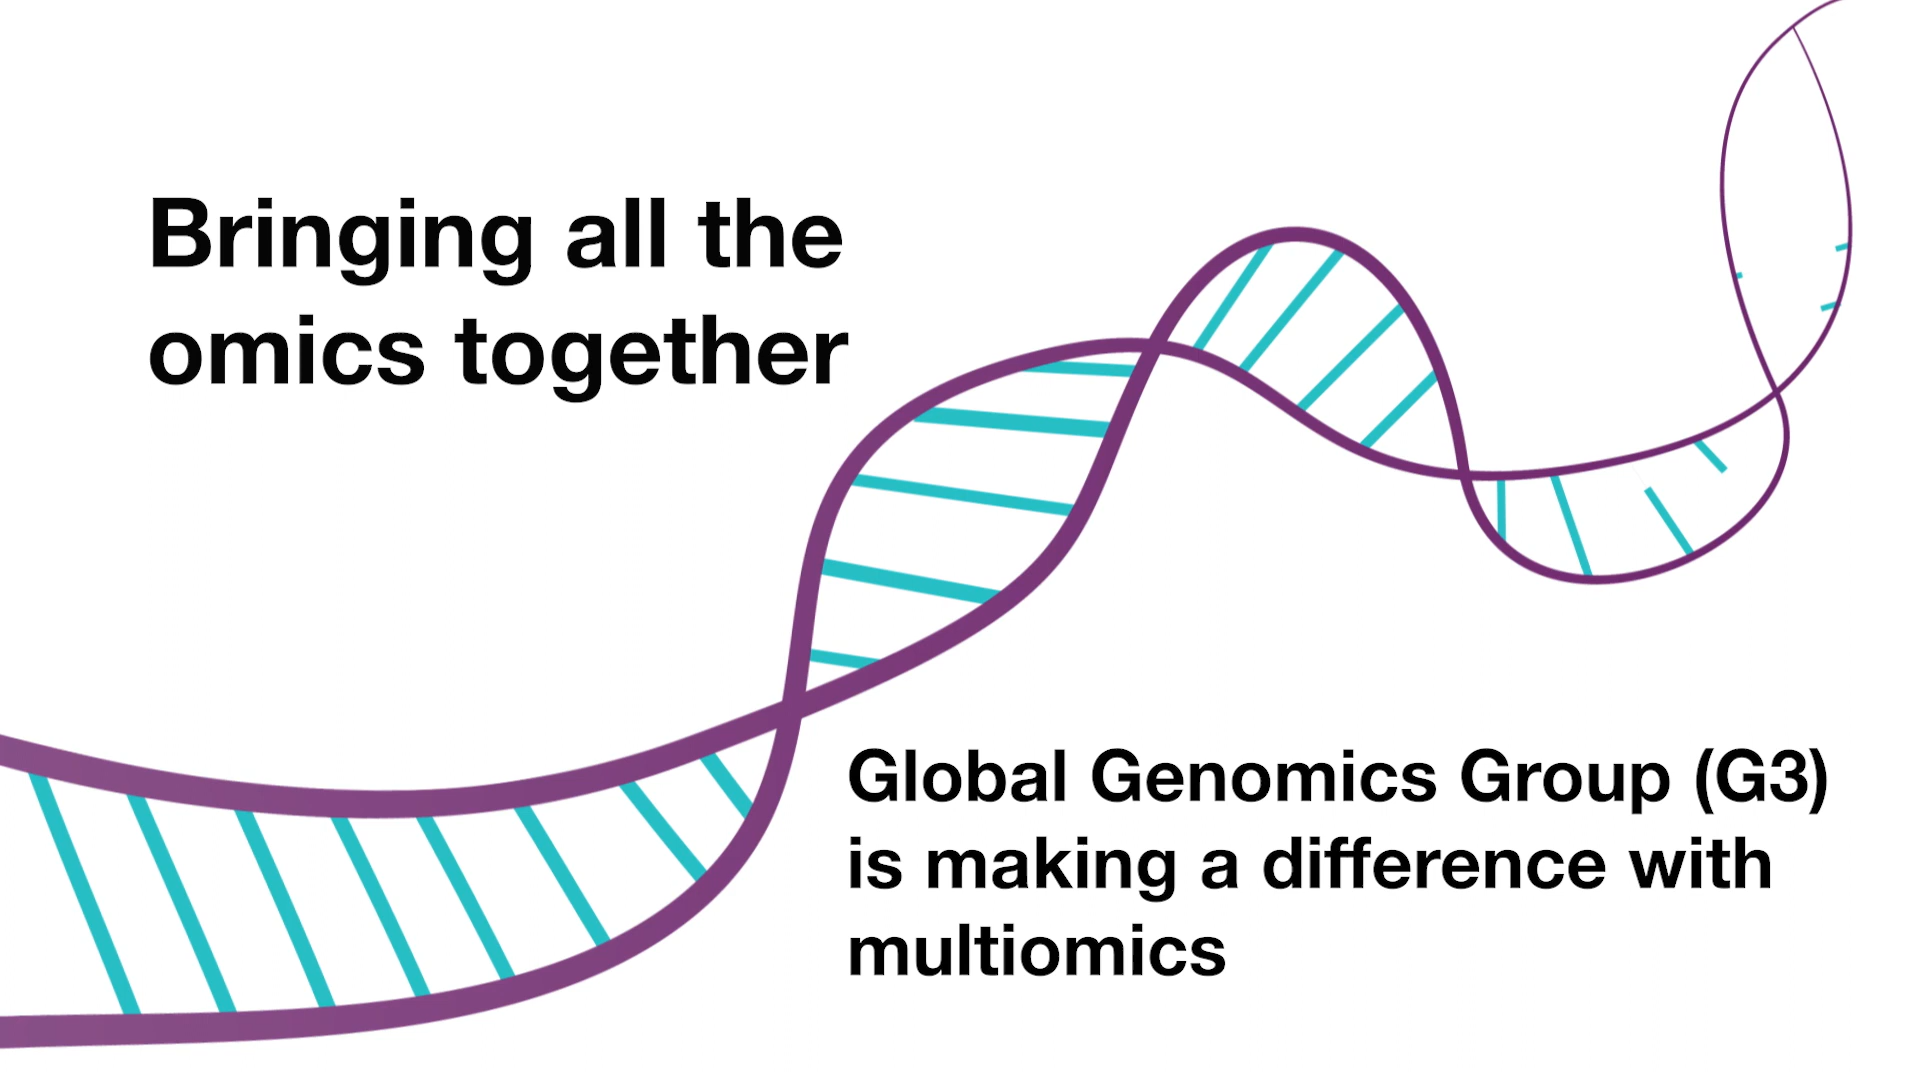 Bringing all the
omics together
Global Genomics Group (G3)
is making a difference with
multiomics